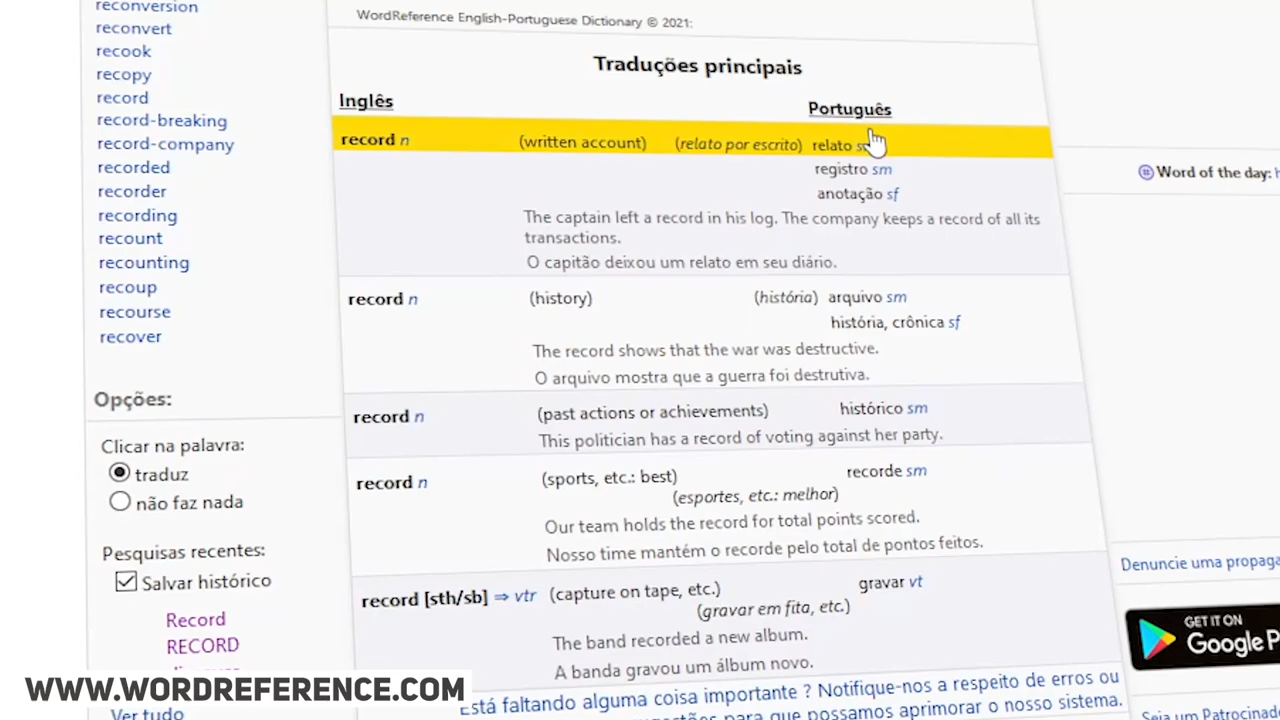 reconversion
reconvert
recook
recopy
record
record-breaking
record-company
recorded
recorder
recording
recount
recounting
recoup
recourse
recover
Opções:
Clicar na palavra:
traduz
não faz nada
Pesquisas recentes:
Salvar histórico
Record
RECORD
Ver tudo
WordReference English-Portuguese Dictionary © 2021:
Traduções principais
Inglês Português
record n (written account) (relato por escrito) relato
registro sm
anotação sf
The captain left a record in his log. The company keeps a record of all its
transactions.
O capitão deixou um relato em seu diário.
record n (history) (história) arquivo sm
história, crônica sf
The record shows that the war was destructive.
O arquivo mostra que a guerra foi destrutiva.
record n (past actions or achievements) histórico sm
This politician has a record of voting against her party.
record n (sports, etc.: best) recorde sm
(esportes, etc.: melhor)
Our team holds the record for total points scored.
Nosso time mantém o recorde pelo total de pontos feitos.
record [sth/sb] ⇒ vtr (capture on tape, etc.) gravar vt
(gravar em fita, etc.)
The band recorded a new album.
A banda gravou um álbum novo.
Está faltando alguma coisa importante ? Notifique-nos a respeito de erros ou
para que possamos aprimorar o nosso sistema.
Word of the day:
Denuncie uma
GET IT ON
Google
Seja um
WWW.WORDREFERENCE.COM